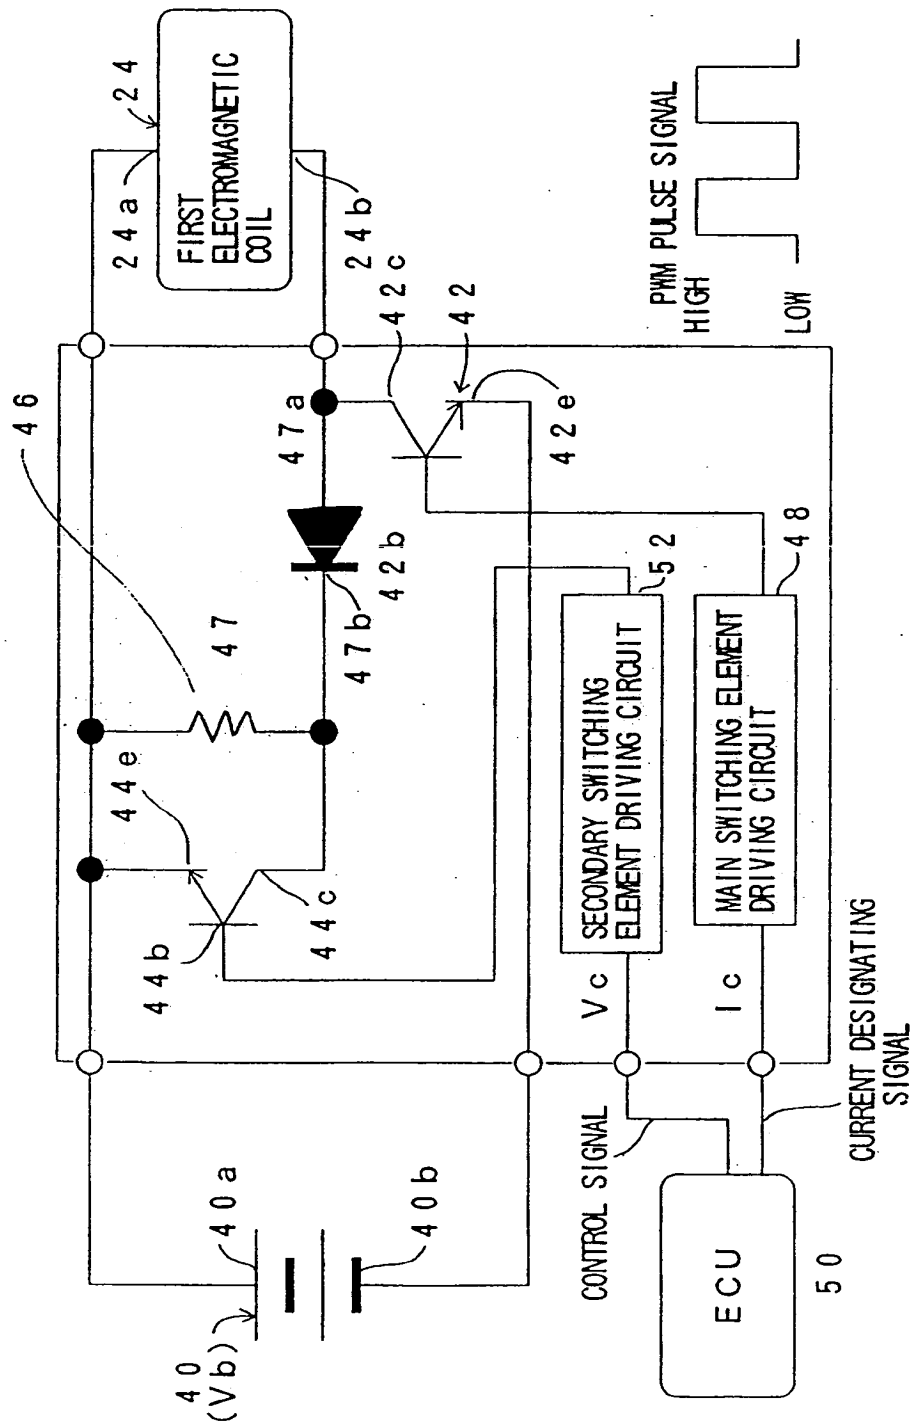 46
24
24a
FIRST
ELECTROMAGNETIC
COIL
24b
42c
42
42e
47a
42b
47b
47
44e
44b
44c
PWM PULSE SIGNAL
HIGH
LOW
52
SECONDARY SWITCHING
ELEMENT DRIVING CIRCUIT
48
MAIN SWITCHING ELEMENT
DRIVING CIRCUIT
Vc
Ic
40
(Vb)
40a
40b
CONTROL SIGNAL
CURRENT DESIGNATING
SIGNAL
ECU
50